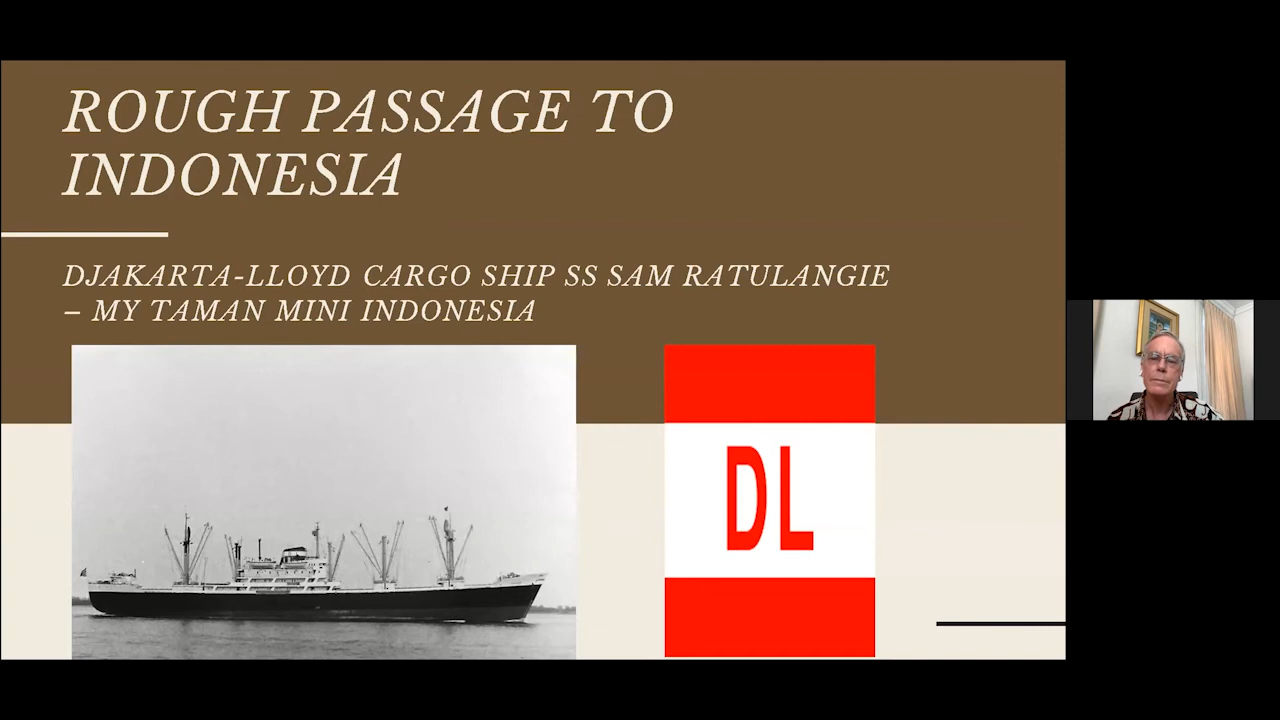 ROUGH PASSAGE TO
INDONESIA
DJAKARTA-LLOYD CARGO SHIP SS SAM RATULANGIE
– MY TAMAN MINI INDONESIA
DL